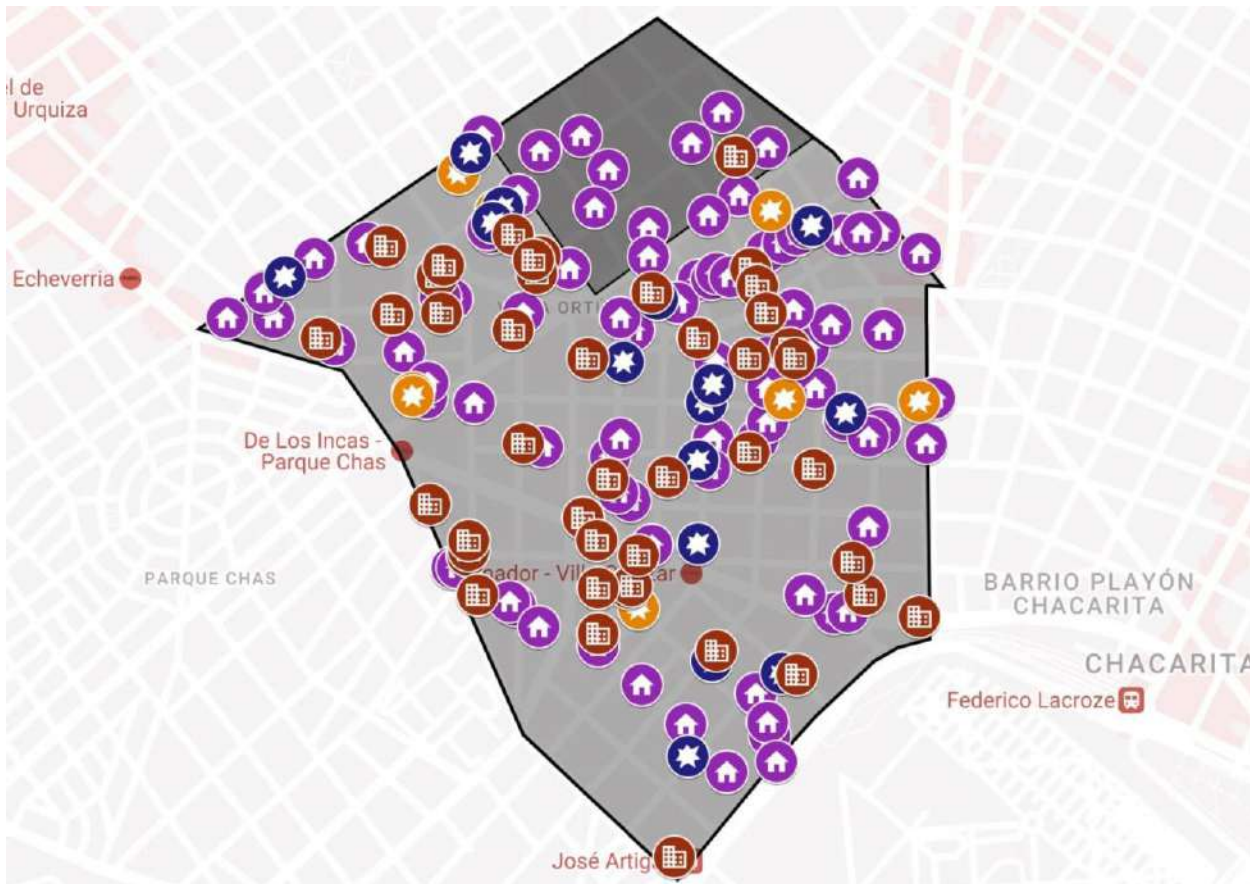 el de
Urquiza
Echeverria
De Los Incas -
Parque Chas
PARQUE CHAS
BARRIO PLAYÓN
CHACARITA
CHACARITA
Federico Lacroze
José Artig